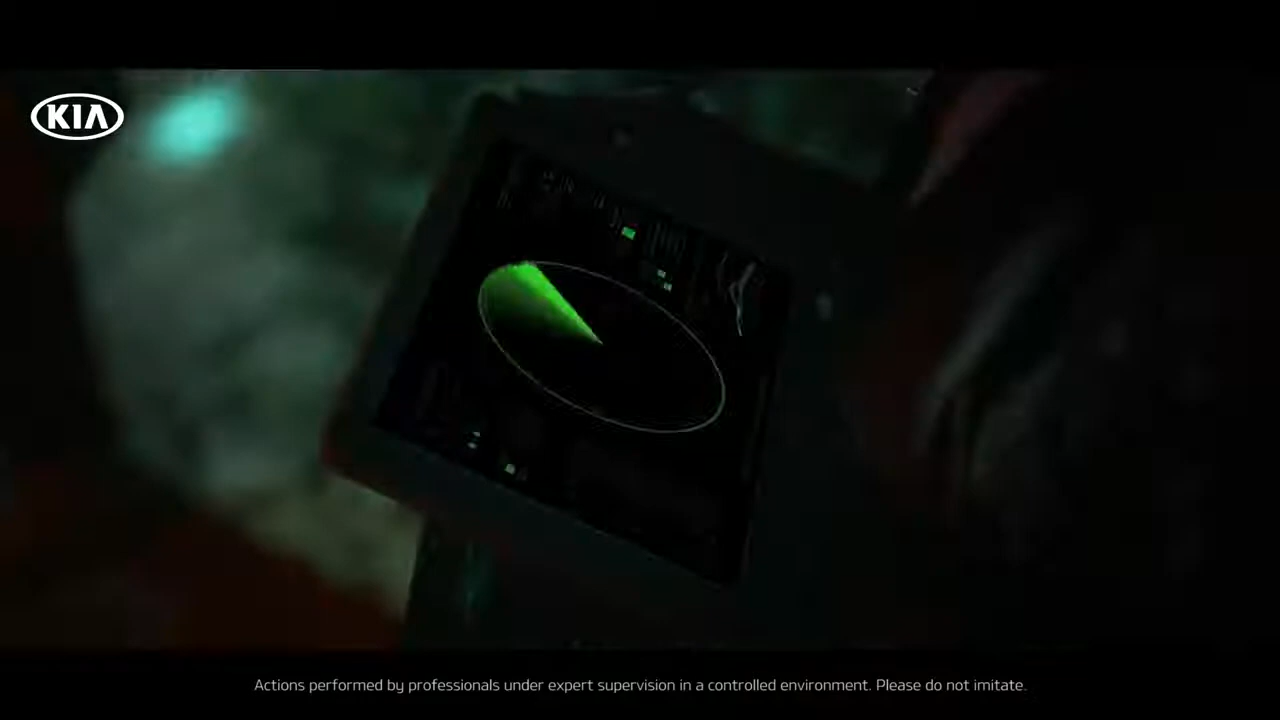 KIA
Actions performed by professionals under expert supervision in a controlled environment. Please do not imitate.